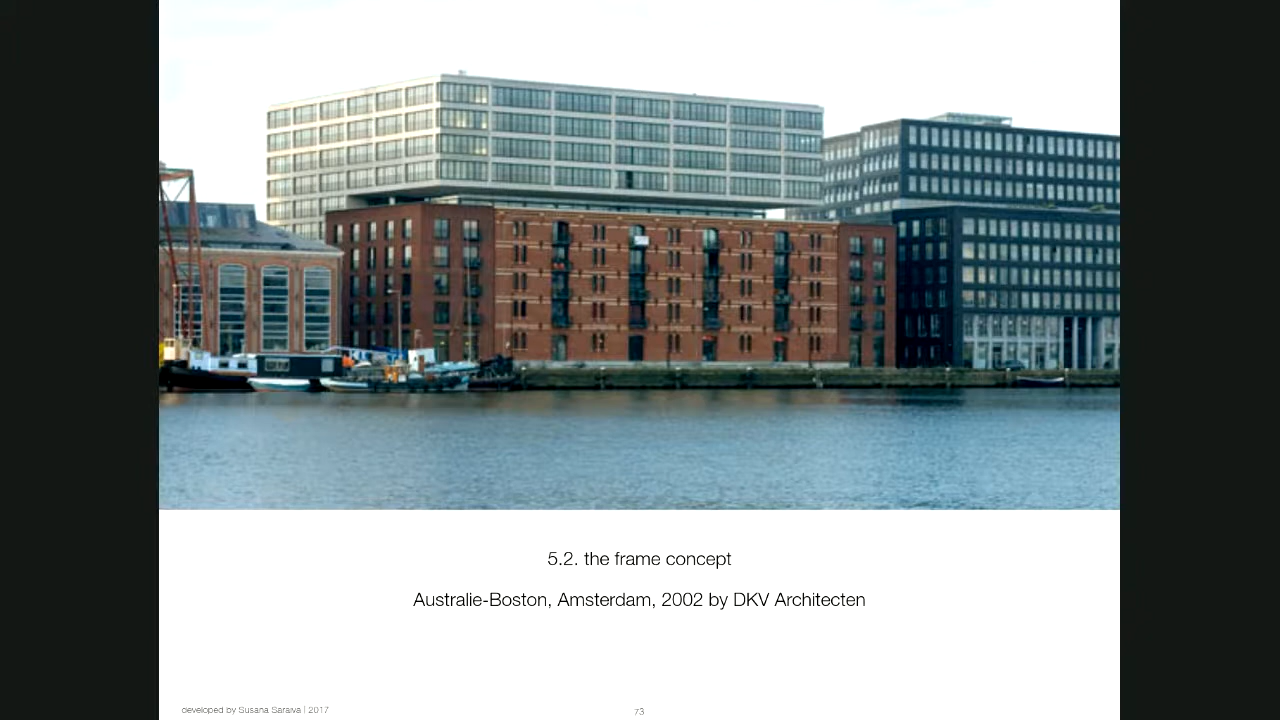 5.2. the frame concept
Australie-Boston, Amsterdam, 2002 by DKV Architecten
developed by Susana Saraiva | 2017
73